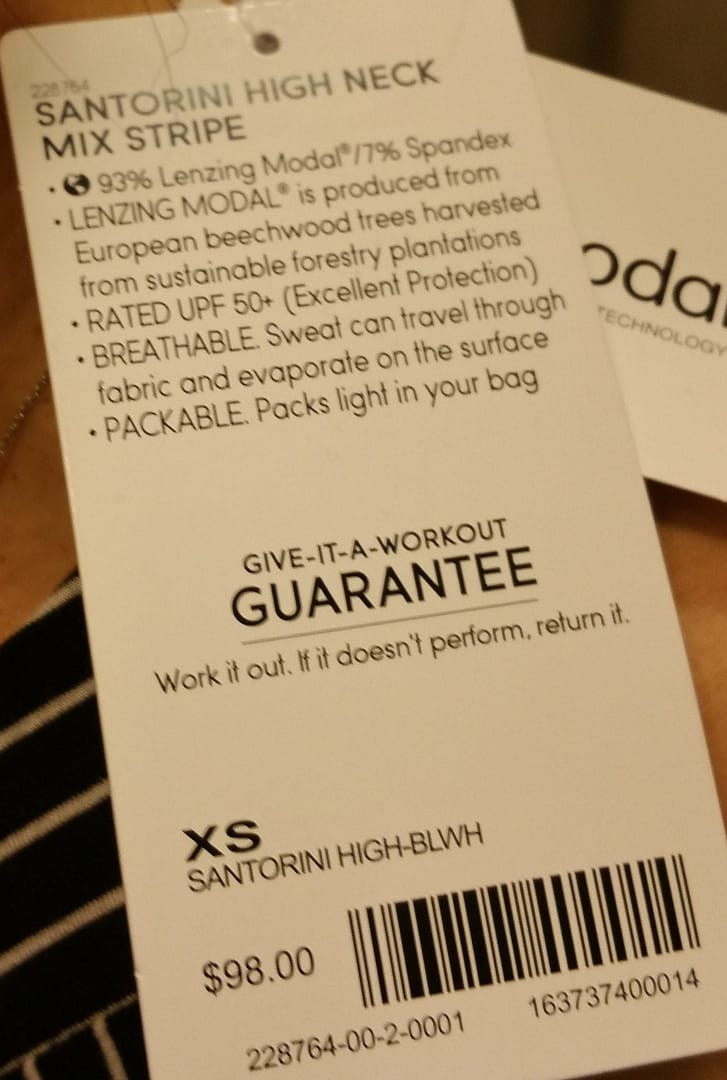 228764
SANTORINI HIGH NECK
MIX STRIPE
• 93% Lenzing Modal®/7% Spandex
• LENZING MODAL® is produced from
European beechwood trees harvested
from sustainable forestry plantations
• RATED UPF 50+ (Excellent Protection)
• BREATHABLE. Sweat can travel through
fabric and evaporate on the surface
• PACKABLE. Packs light in your bag
odal
TECHNOLOGY
GIVE-IT-A-WORKOUT
GUARANTEE
Work it out. If it doesn't perform, return it.
XS
SANTORINI HIGH-BLWH
$98.00
228764-00-2-0001
163737400014